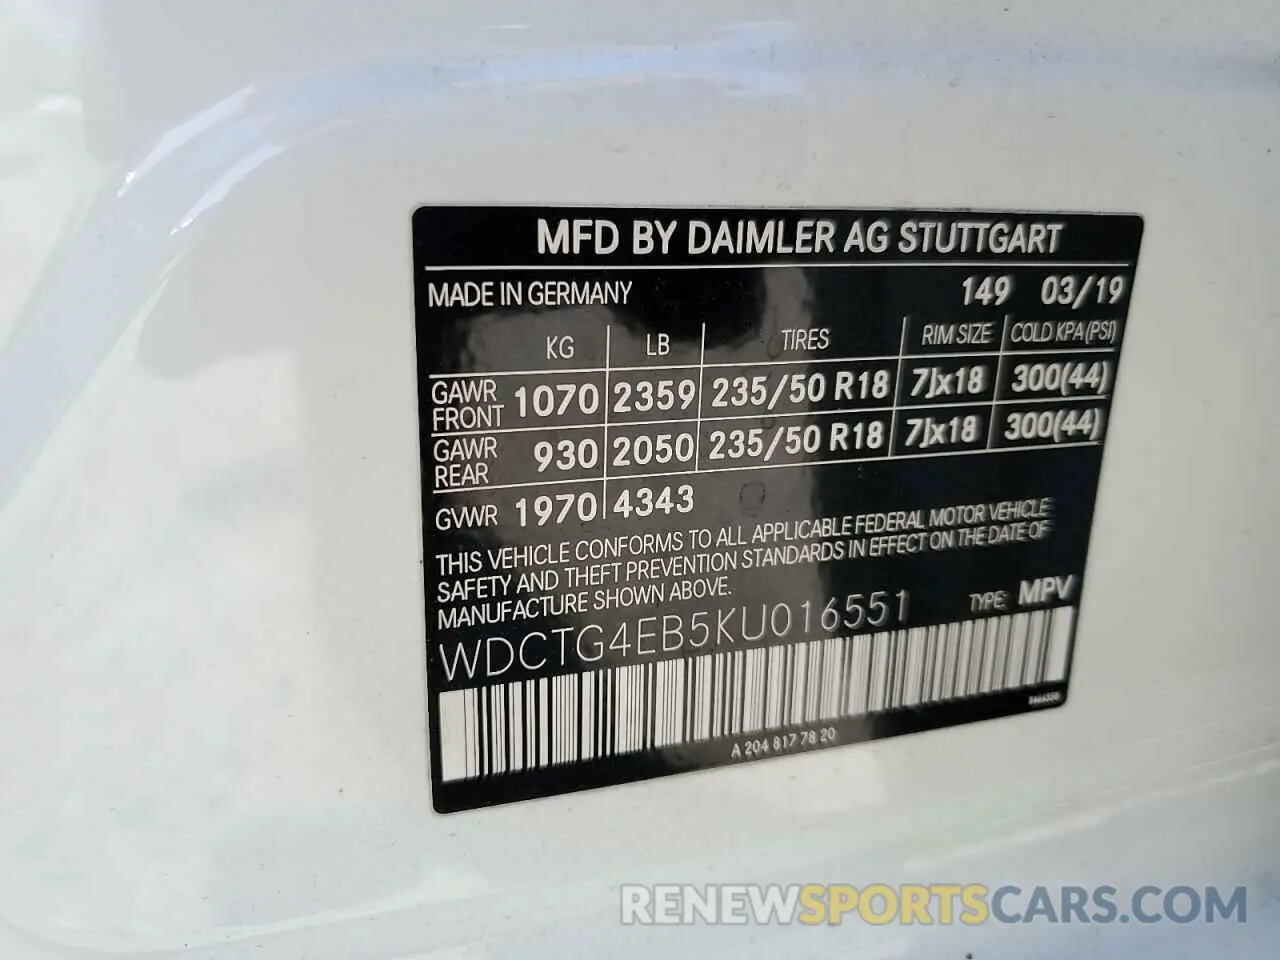 MFD BY DAIMLER AG STUTTGART
MADE IN GERMANY 149 03/19
KG LB TIRES RIM SIZE COLD KPA(PSI)
GAWR FRONT 1070 2359 235/50 R18 7Jx18 300(44)
GAWR REAR 930 2050 235/50 R18 7Jx18 300(44)
GVWR 1970 4343
THIS VEHICLE CONFORMS TO ALL APPLICABLE FEDERAL MOTOR VEHICLE
SAFETY AND THEFT PREVENTION STANDARDS IN EFFECT ON THE DATE OF
MANUFACTURE SHOWN ABOVE.
WDCTG4EB5KU016551 TYPE: MPV
A 204 817 78 20
RENEWSPORTSCARS.COM